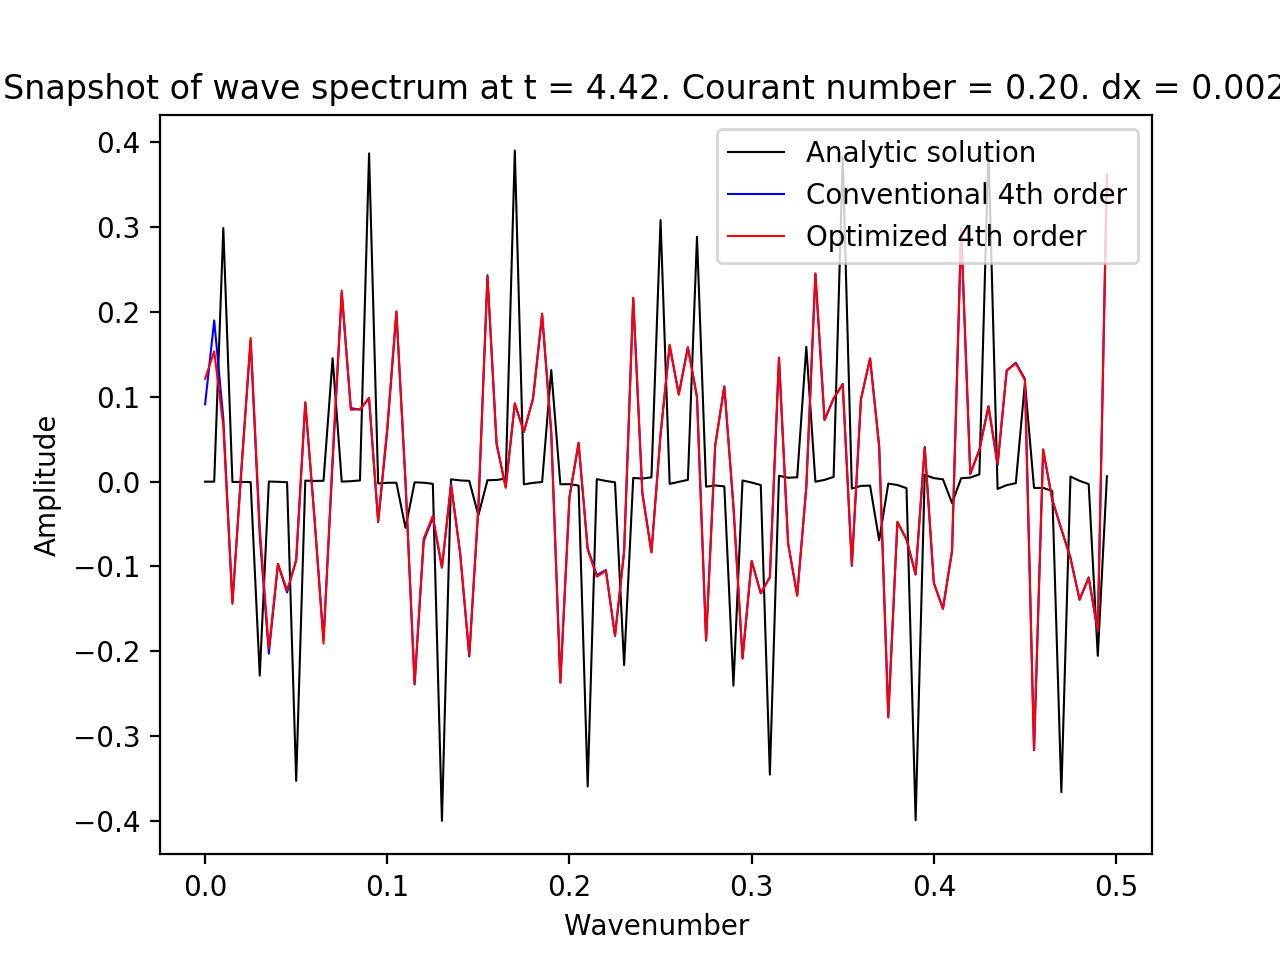 Snapshot of wave spectrum at t = 4.42. Courant number = 0.20. dx = 0.002
Analytic solution
Conventional 4th order
Optimized 4th order
0.4
0.3
0.2
0.1
0.0
−0.1
−0.2
−0.3
−0.4
Amplitude
0.0 0.1 0.2 0.3 0.4 0.5
Wavenumber